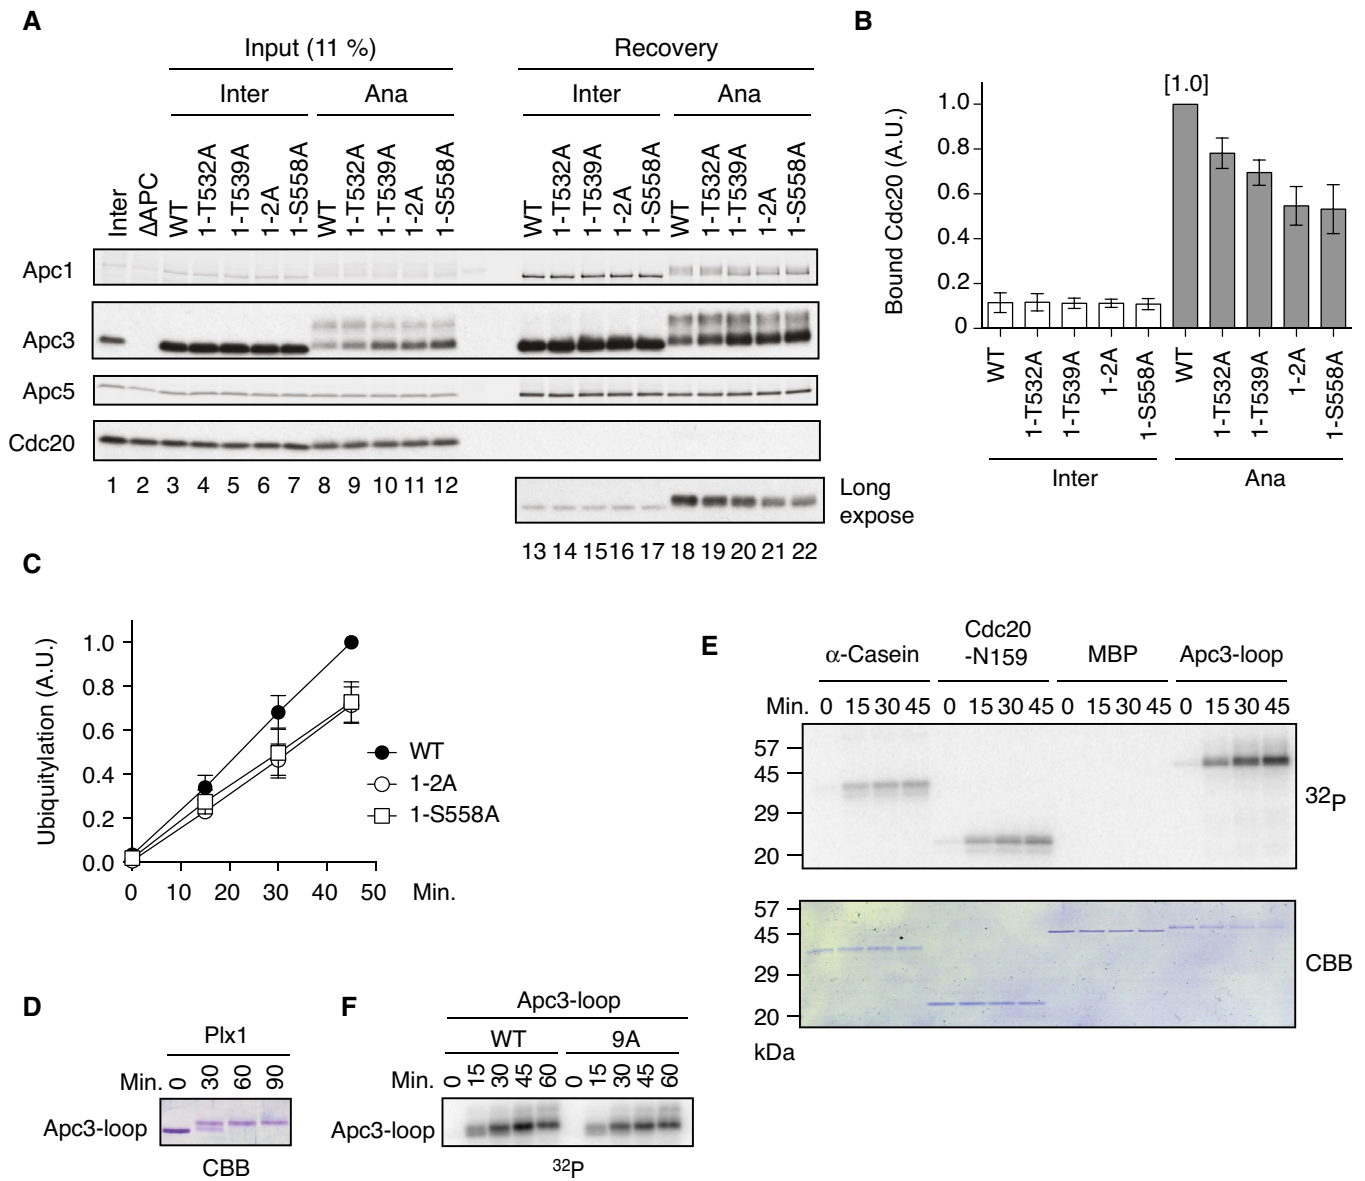 A
Input (11 %)
Recovery
Inter
Ana
Inter
Ana
Inter
ΔAPC
WT
1-T532A
1-T539A
1-2A
1-S558A
WT
1-T532A
1-T539A
1-2A
1-S558A
WT
1-T532A
1-T539A
1-2A
1-S558A
WT
1-T532A
1-T539A
1-2A
1-S558A
Apc1
Apc3
Apc5
Cdc20
1 2 3 4 5 6 7 8 9 10 11 12
Long
expose
13 14 15 16 17 18 19 20 21 22
B
[1.0]
Bound Cdc20 (A.U.)
1.0
0.8
0.6
0.4
0.2
0
WT
1-T532A
1-T539A
1-2A
1-S558A
WT
1-T532A
1-T539A
1-2A
1-S558A
Inter
Ana
C
Ubiquitylation (A.U.)
1.0
0.8
0.6
0.4
0.2
0.0
0 10 20 30 40 50 Min.
WT
1-2A
1-S558A
D
Plx1
Min. 0 30 60 90
Apc3-loop
CBB
E
α-Casein
Cdc20
-N159
MBP
Apc3-loop
Min. 0 15 30 45 0 15 30 45 0 15 30 45 0 15 30 45
57
45
29
20
32P
57
45
29
20
CBB
kDa
F
Apc3-loop
WT
9A
Min. 0 15 30 45 60 0 15 30 45 60
Apc3-loop
32P